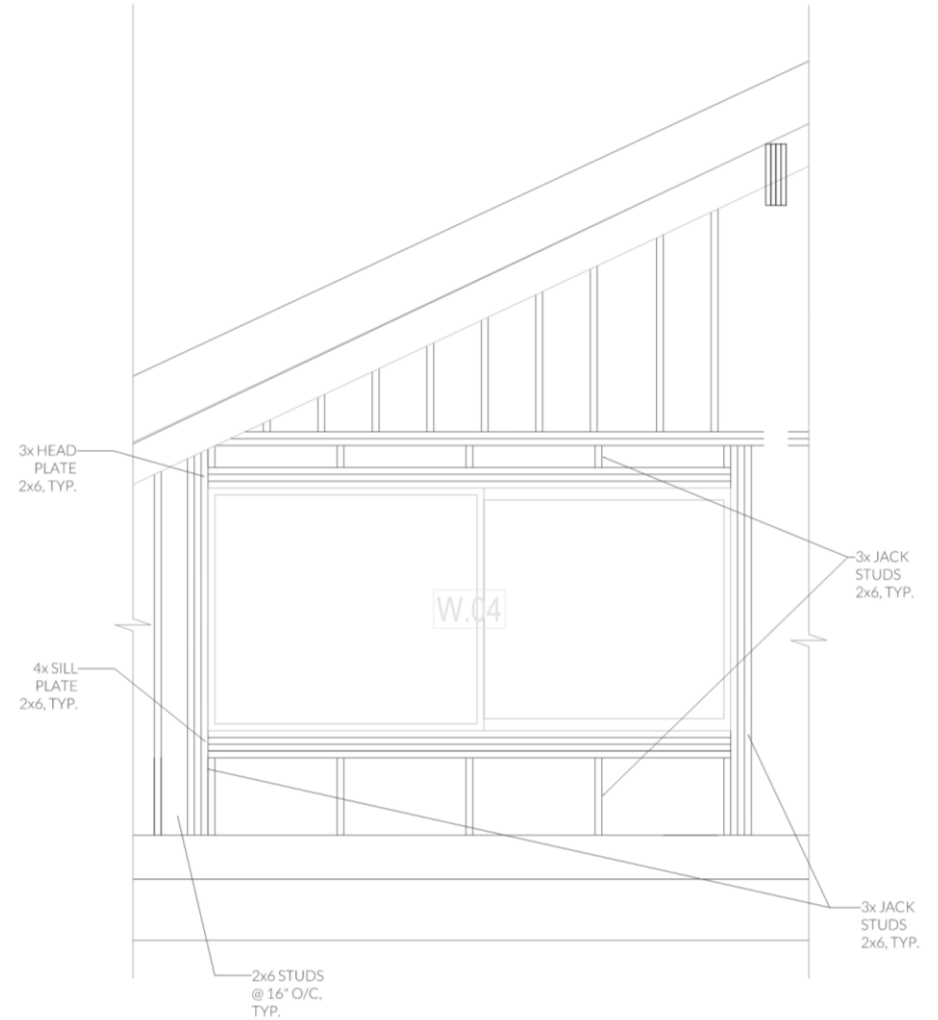 3x HEAD
PLATE
2x6, TYP.
3x JACK
STUDS
2x6, TYP.
W.04
4x SILL
PLATE
2x6, TYP.
3x JACK
STUDS
2x6, TYP.
2x6 STUDS
@ 16" O/C,
TYP.